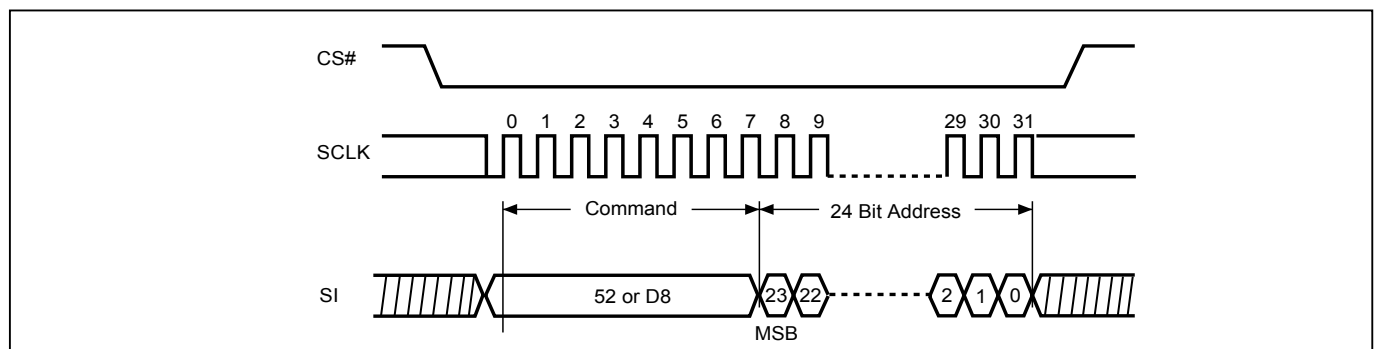 CS#
0 1 2 3 4 5 6 7 8 9 29 30 31
SCLK
Command 24 Bit Address
SI 52 or D8 23 22 2 1 0
MSB